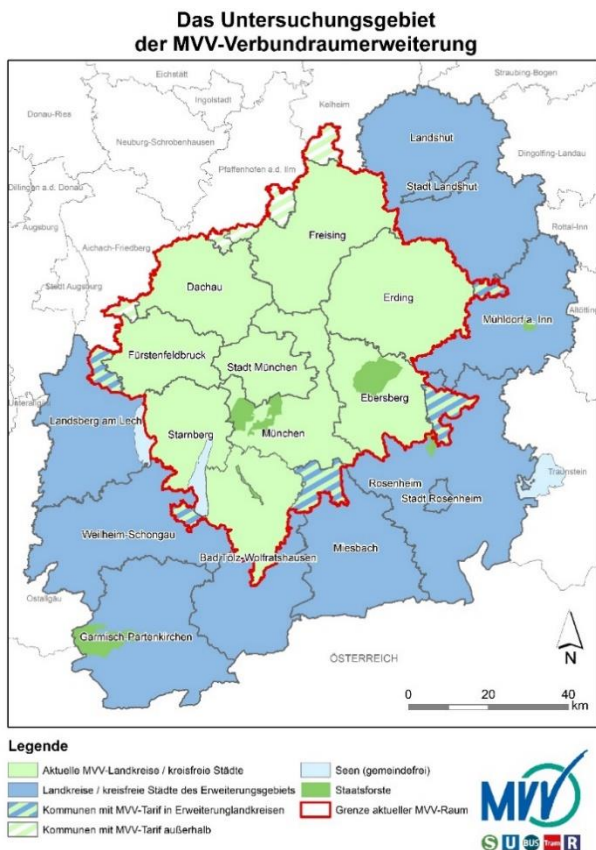 Das Untersuchungsgebiet
der MVV-Verbundraumerweiterung
Eichstätt
Straubing-Bogen
Kelheim
Ingolstadt
Donau-Ries
Landshut
Neuburg-Schrobenhausen
Dingolfing-Landau
Pfaffenhofen a.d. Ilm
Dillingen a.d. Donau
Stadt Landshut
Augsburg
Rottal-Inn
Freising
Aichach-Friedberg
Stadt Augsburg
Dachau
Erding
Mühldorf a. Inn
Fürstenfeldbruck
Stadt München
Ebersberg
Unterallgäu
Landsberg am Lech
Starnberg
München
Traunstein
Rosenheim
Stadt Rosenheim
Weilheim-Schongau
Bad Tölz-Wolfratshausen
Miesbach
Ostallgäu
Garmisch-Partenkirchen
ÖSTERREICH
N
0 20 40
km
Legende
Aktuelle MVV-Landkreise / kreisfreie Städte
Landkreise / kreisfreie Städte des Erweiterungsgebiets
Kommunen mit MVV-Tarif in Erweiterunglandkreisen
Kommunen mit MVV-Tarif außerhalb
Seen (gemeindefrei)
Staatsforste
Grenze aktueller MVV-Raum
MVV
S U BUS Tram R